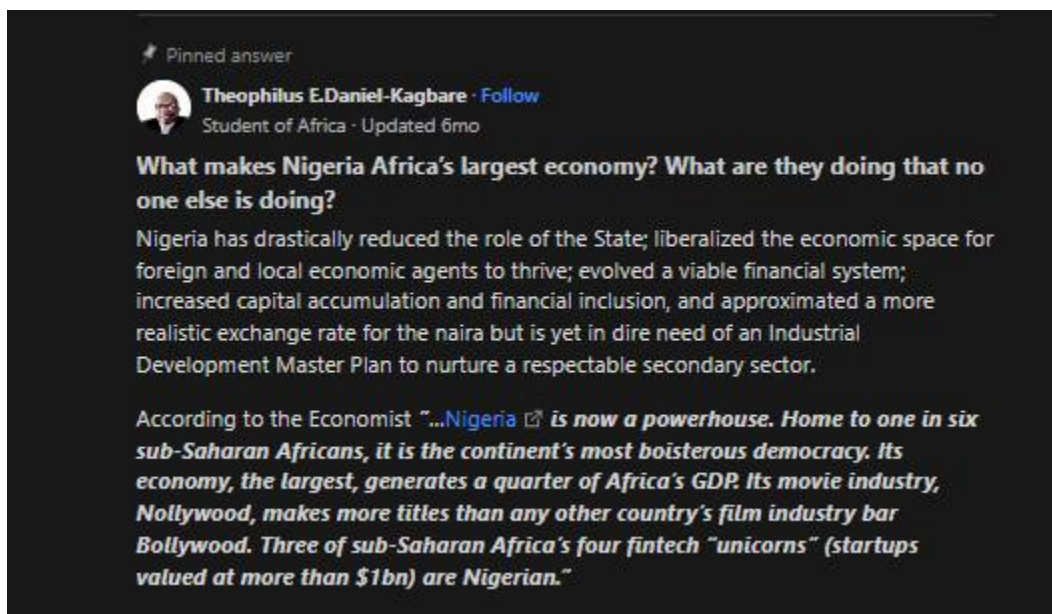 Pinned answer
Theophilus E.Daniel-Kagbare · Follow
Student of Africa · Updated 6mo
What makes Nigeria Africa's largest economy? What are they doing that no
one else is doing?
Nigeria has drastically reduced the role of the State; liberalized the economic space for
foreign and local economic agents to thrive; evolved a viable financial system;
increased capital accumulation and financial inclusion, and approximated a more
realistic exchange rate for the naira but is yet in dire need of an Industrial
Development Master Plan to nurture a respectable secondary sector.
According to the Economist "...Nigeria is now a powerhouse. Home to one in six
sub-Saharan Africans, it is the continent's most boisterous democracy. Its
economy, the largest, generates a quarter of Africa's GDP. Its movie industry,
Nollywood, makes more titles than any other country's film industry bar
Bollywood. Three of sub-Saharan Africa's four fintech "unicorns" (startups
valued at more than $1bn) are Nigerian."